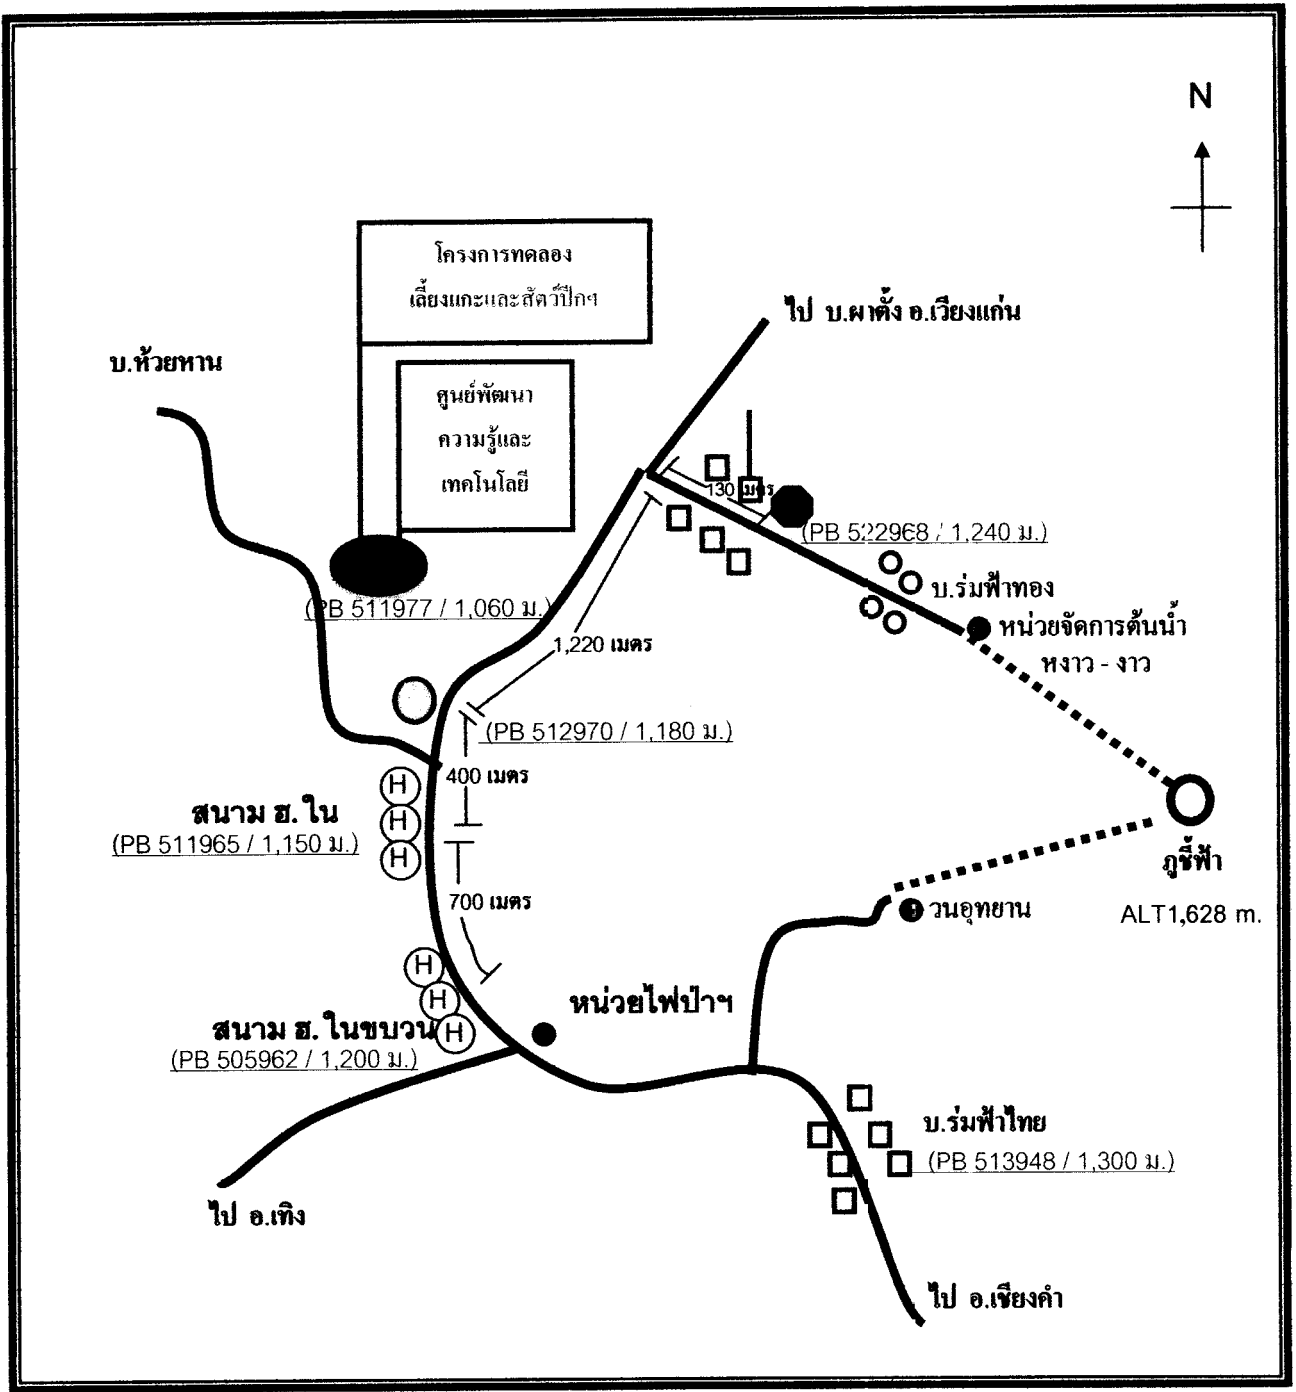 N
โครงการทดลอง
เลี้ยงแกะและสัตว์ปีกฯ
ไป บ.ผาตั้ง อ.เวียงแก่น
บ.ห้วยหาน
ศูนย์พัฒนา
ความรู้และ
เทคโนโลยี
130 เมตร
(PB 522968 / 1,240 ม.)
บ.ร่มฟ้าทอง
(PB 511977 / 1,060 ม.)
หน่วยจัดการต้นน้ำ
หงาว - งาว
1,220 เมตร
(PB 512970 / 1,180 ม.)
400 เมตร
H
สนาม ฮ. ใน
H
(PB 511965 / 1,150 ม.)
H
ภูชี้ฟ้า
ALT1,628 m.
700 เมตร
วนอุทยาน
H
H
หน่วยไฟป่าฯ
สนาม ฮ. ในขบวน
H
(PB 505962 / 1,200 ม.)
บ.ร่มฟ้าไทย
(PB 513948 / 1,300 ม.)
ไป อ.เทิง
ไป อ.เชียงคำ